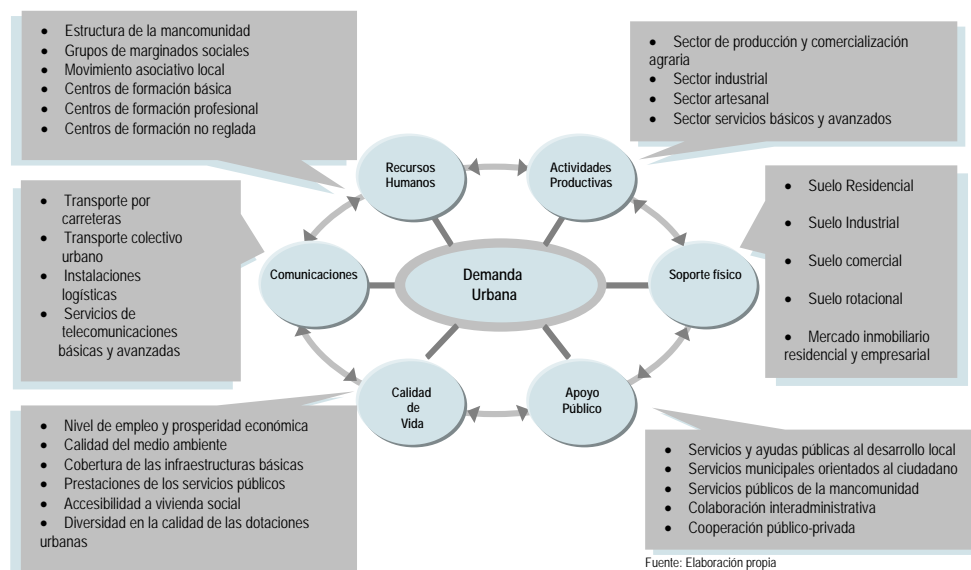 • Estructura de la mancomunidad
• Grupos de marginados sociales
• Movimiento asociativo local
• Centros de formación básica
• Centros de formación profesional
• Centros de formación no reglada
• Sector de producción y comercialización
agraria
• Sector industrial
• Sector artesanal
• Sector servicios básicos y avanzados
Recursos
Humanos
Actividades
Productivas
• Transporte por
carreteras
• Transporte colectivo
urbano
• Instalaciones
logísticas
• Servicios de
telecomunicaciones
básicas y avanzadas
Comunicaciones
Demanda
Urbana
Soporte físico
• Suelo Residencial
• Suelo Industrial
• Suelo comercial
• Suelo rotacional
• Mercado inmobiliario
residencial y empresarial
Calidad
de
Vida
Apoyo
Público
• Nivel de empleo y prosperidad económica
• Calidad del medio ambiente
• Cobertura de las infraestructuras básicas
• Prestaciones de los servicios públicos
• Accesibilidad a vivienda social
• Diversidad en la calidad de las dotaciones
urbanas
• Servicios y ayudas públicas al desarrollo local
• Servicios municipales orientados al ciudadano
• Servicios públicos de la mancomunidad
• Colaboración interadministrativa
• Cooperación público-privada
Fuente: Elaboración propia